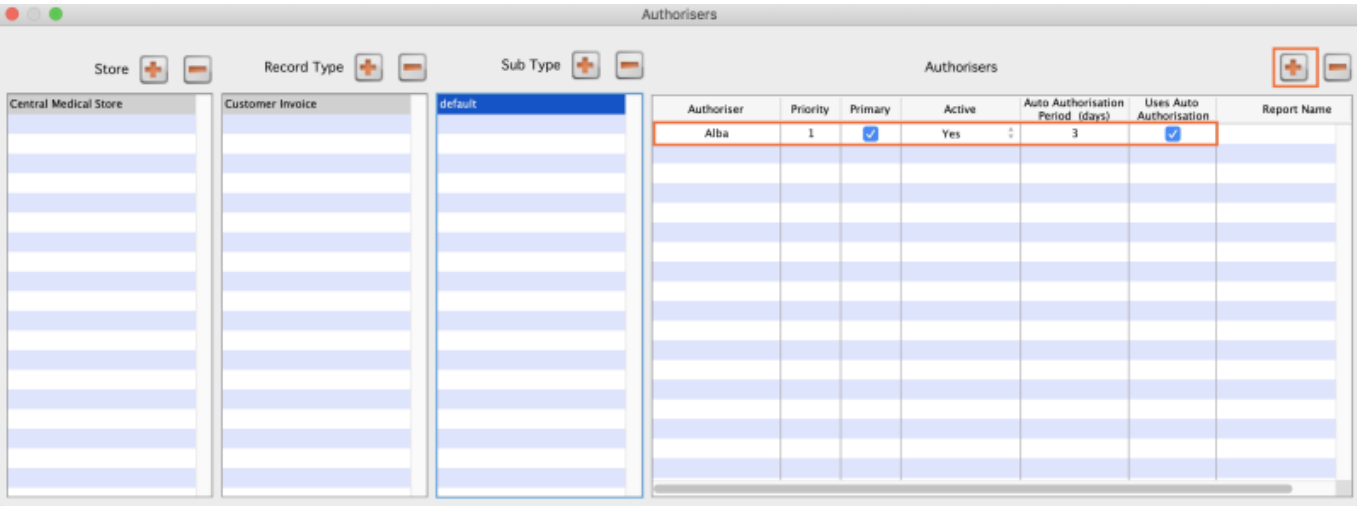 Authorisers
Store
Record Type
Sub Type
Authorisers
Central Medical Store
Customer Invoice
default
Authoriser Priority Primary Active Auto Authorisation Period (days) Uses Auto Authorisation Report Name
Alba 1 Yes 3